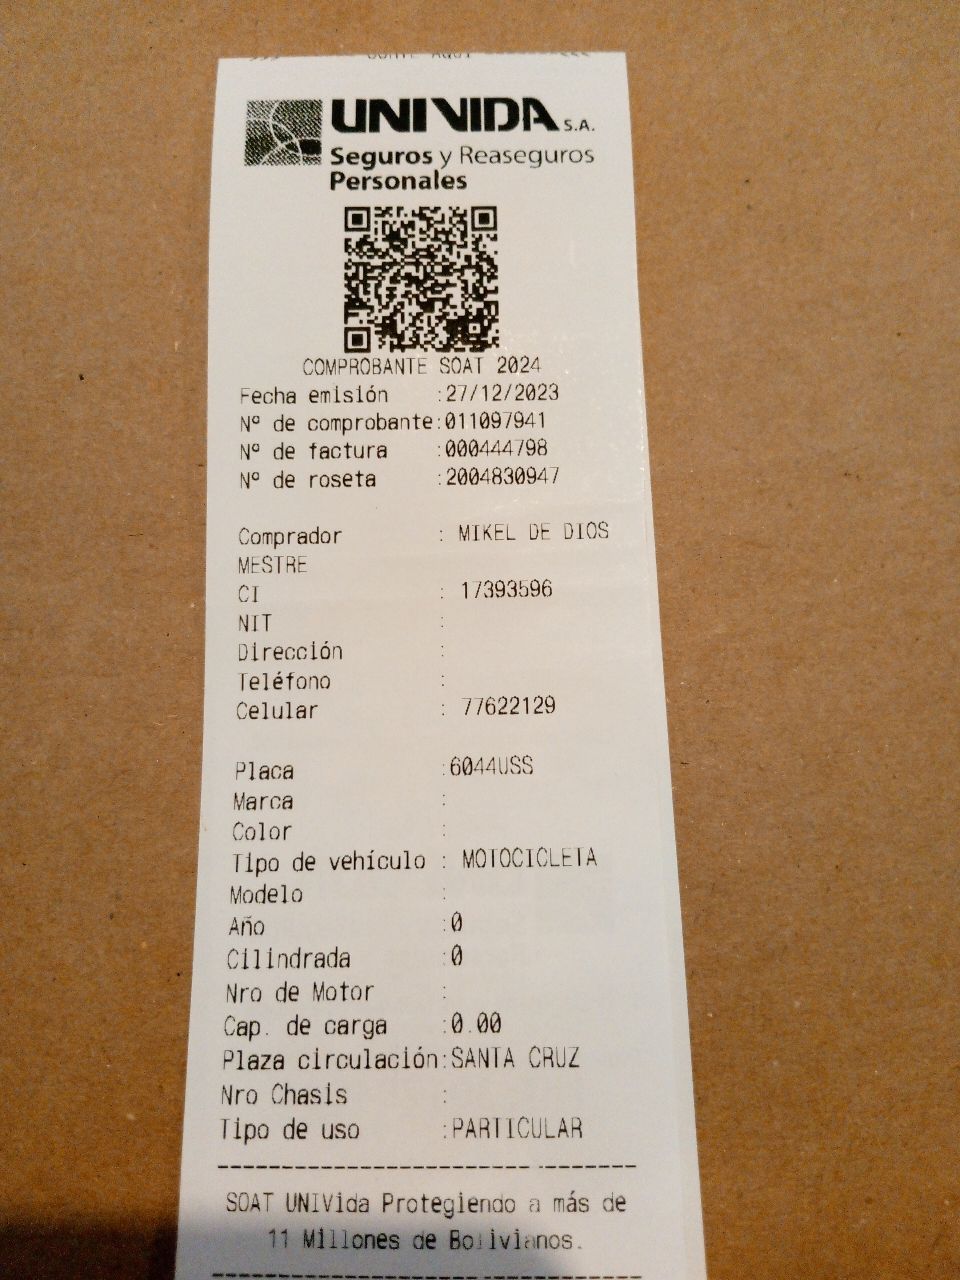 UNIVIDA S.A.
Seguros y Reaseguros
Personales
COMPROBANTE SOAT 2024
Fecha emisión :27/12/2023
Nº de comprobante:011097941
Nº de factura :000444798
Nº de roseta :2004830947
Comprador : MIKEL DE DIOS
MESTRE
CI : 17393596
NIT :
Dirección :
Teléfono :
Celular : 77622129
Placa :6044USS
Marca :
Color :
Tipo de vehículo : MOTOCICLETA
Modelo :
Año :0
Cilindrada :0
Nro de Motor :
Cap. de carga :0.00
Plaza circulación:SANTA CRUZ
Nro Chasis :
Tipo de uso :PARTICULAR
SOAT UNIVida Protegiendo a más de
11 Millones de Bolivianos.